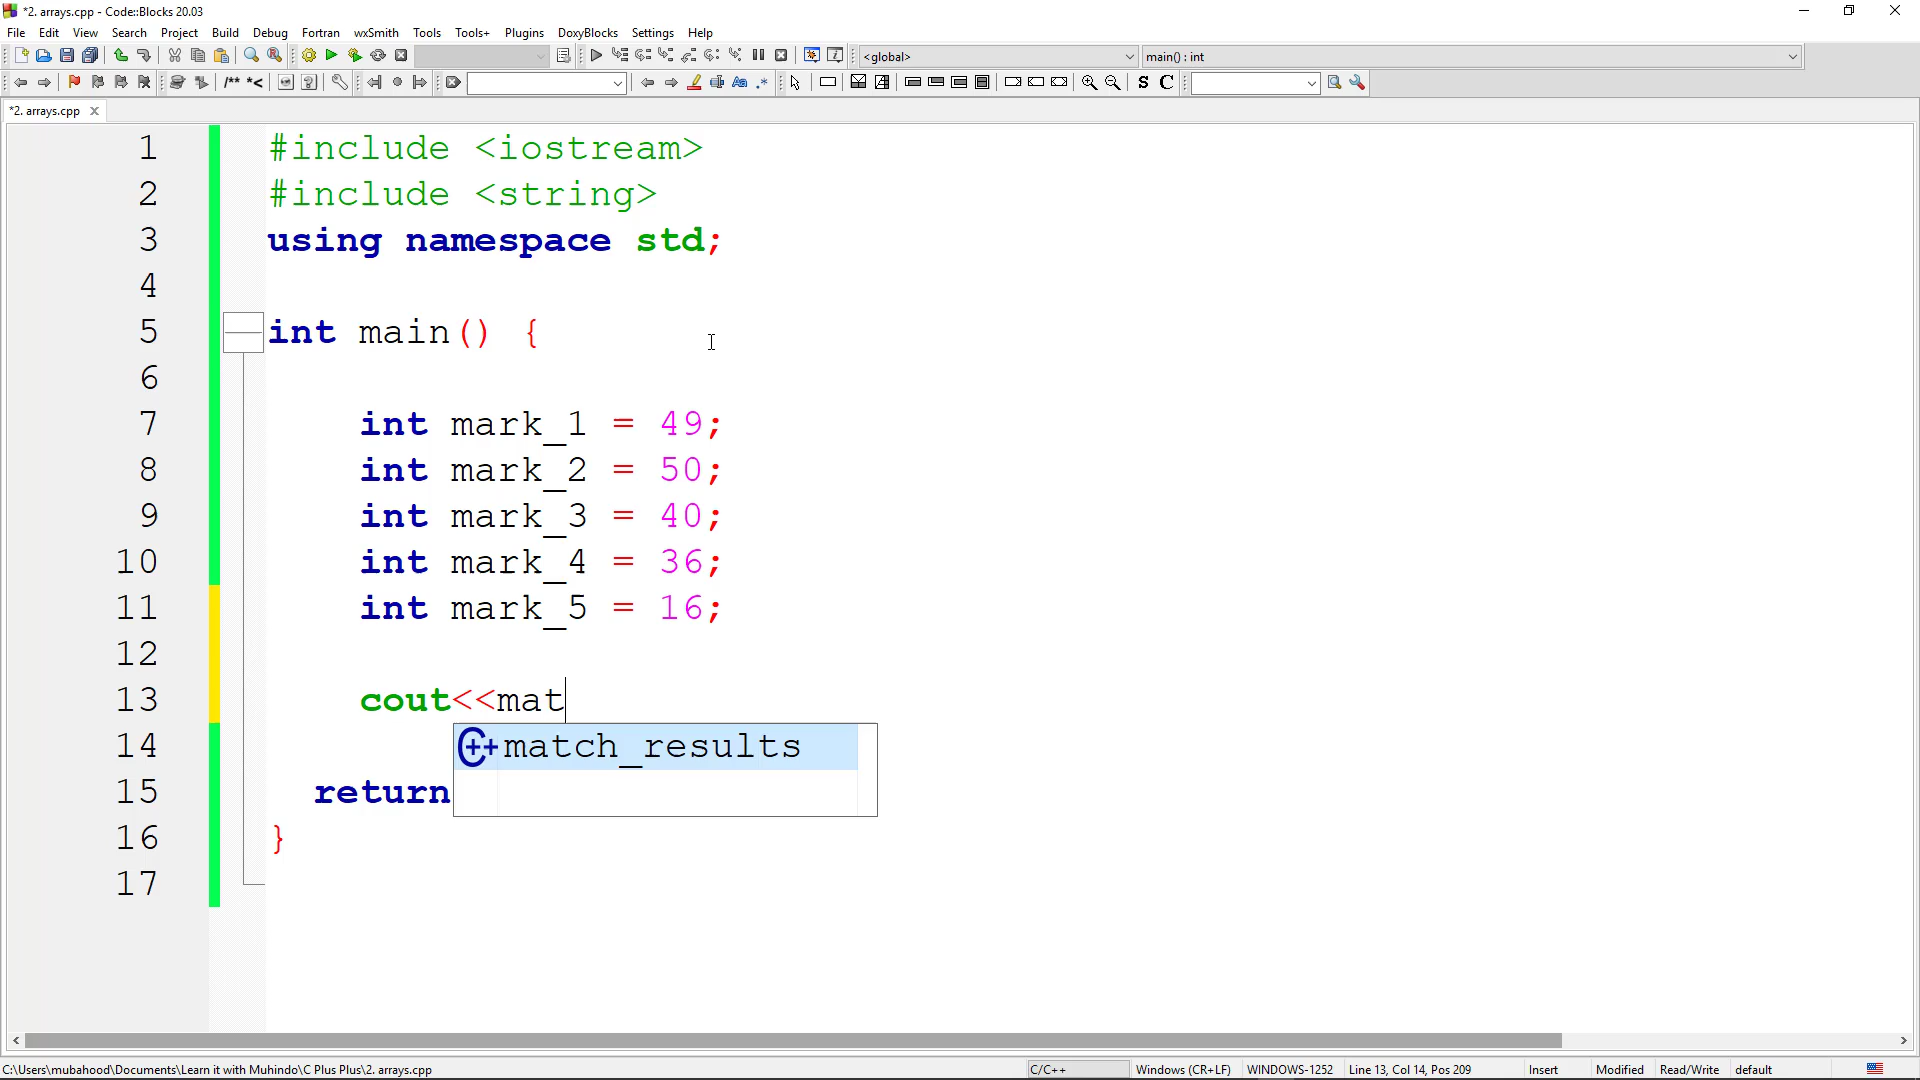 *2. arrays.cpp - Code::Blocks 20.03
File Edit View Search Project Build Debug Fortran wxSmith Tools Tools+ Plugins DoxyBlocks Settings Help
<global> main() : int
/** *< Aa .* S C
*2. arrays.cpp
1 #include <iostream>
2 #include <string>
3 using namespace std;
4
5 int main() {
6
7 int mark_1 = 49;
8 int mark_2 = 50;
9 int mark_3 = 40;
10 int mark_4 = 36;
11 int mark_5 = 16;
12
13 cout<<mat
14 match_results
15 return
16 }
17
C:\Users\mubahood\Documents\Learn it with Muhindo\C Plus Plus\2. arrays.cpp C/C++ Windows (CR+LF) WINDOWS-1252 Line 13, Col 14, Pos 209 Insert Modified Read/Write default